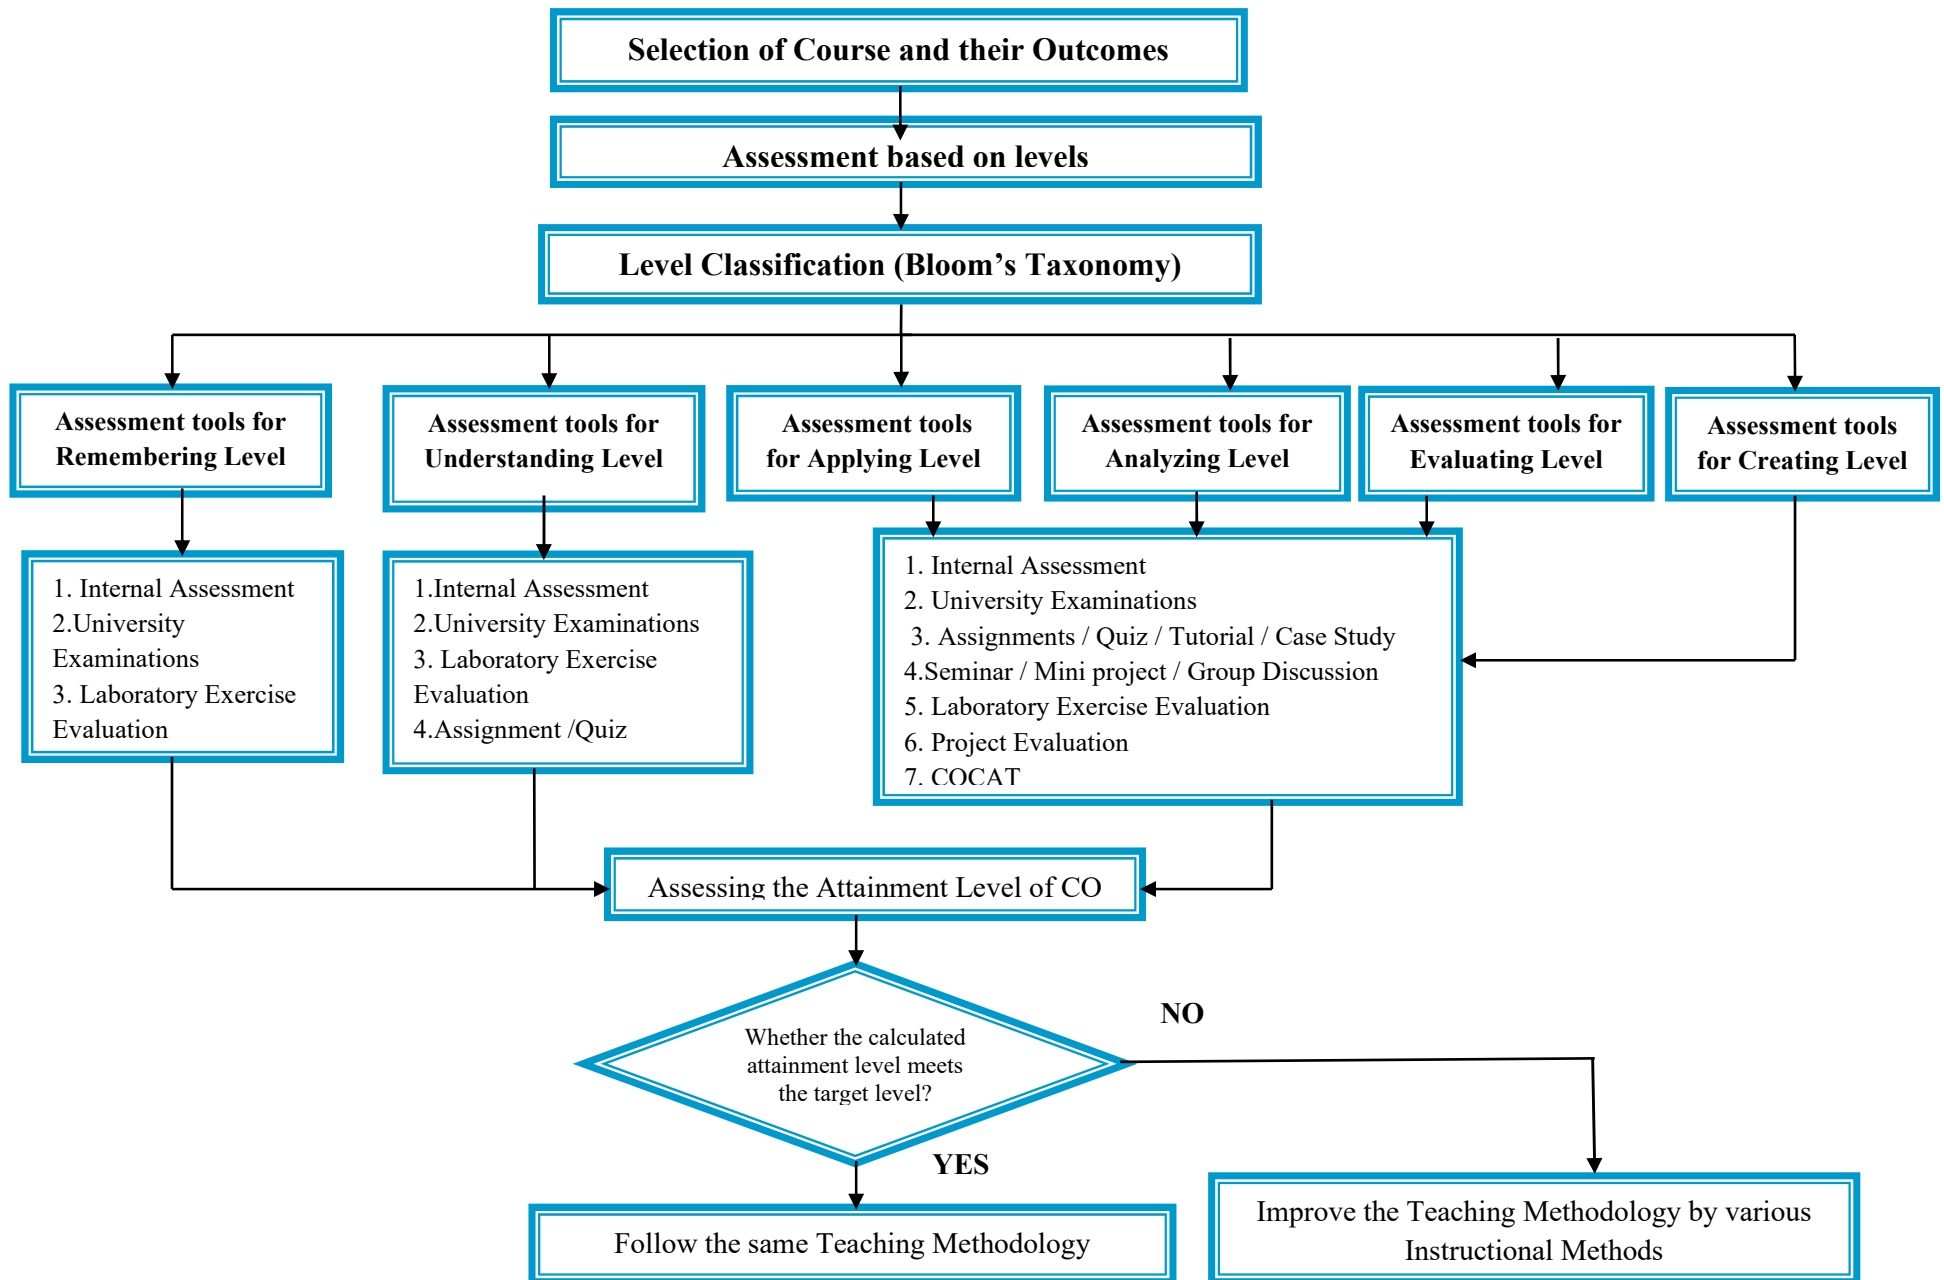 Selection of Course and their Outcomes
Assessment based on levels
Level Classification (Bloom’s Taxonomy)
Assessment tools for
Remembering Level
Assessment tools for
Understanding Level
Assessment tools
for Applying Level
Assessment tools for
Analyzing Level
Assessment tools for
Evaluating Level
Assessment tools
for Creating Level
1. Internal Assessment
2.University
Examinations
3. Laboratory Exercise
Evaluation
1.Internal Assessment
2.University Examinations
3. Laboratory Exercise
Evaluation
4.Assignment /Quiz
1. Internal Assessment
2. University Examinations
3. Assignments / Quiz / Tutorial / Case Study
4.Seminar / Mini project / Group Discussion
5. Laboratory Exercise Evaluation
6. Project Evaluation
7. COCAT
Assessing the Attainment Level of CO
Whether the calculated
attainment level meets
the target level?
NO
YES
Follow the same Teaching Methodology
Improve the Teaching Methodology by various
Instructional Methods